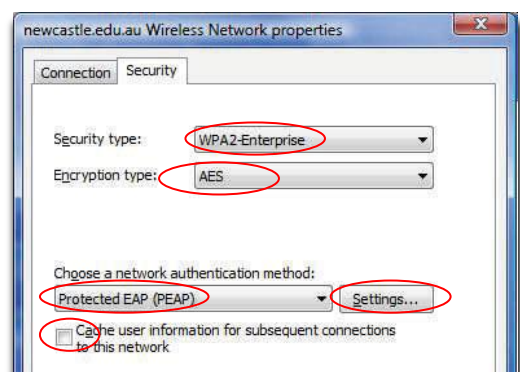 newcastle.edu.au Wireless Network properties
Connection Security
Security type: WPA2-Enterprise
Encryption type: AES
Choose a network authentication method:
Protected EAP (PEAP) Settings...
Cache user information for subsequent connections
to this network